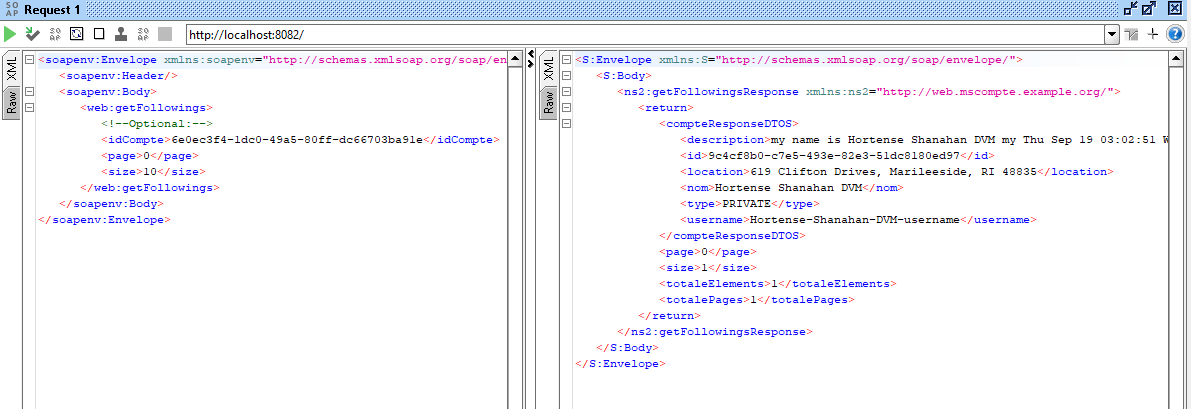 SO
AP
Request 1
SO
AP
SO
AP
http://localhost:8082/
?
XML
Raw
<soapenv:Envelope xmlns:soapenv="http://schemas.xmlsoap.org/soap/en
<soapenv:Header/>
<soapenv:Body>
<web:getFollowings>
<!--Optional:-->
<idCompte>6e0ec3f4-1dc0-49a5-80ff-dc66703ba91e</idCompte>
<page>0</page>
<size>10</size>
</web:getFollowings>
</soapenv:Body>
</soapenv:Envelope>
XML
Raw
<S:Envelope xmlns:S="http://schemas.xmlsoap.org/soap/envelope/">
<S:Body>
<ns2:getFollowingsResponse xmlns:ns2="http://web.mscompte.example.org/">
<return>
<compteResponseDTOS>
<description>my name is Hortense Shanahan DVM my Thu Sep 19 03:02:51 W
<id>9c4cf8b0-c7e5-493e-82e3-51dc8180ed97</id>
<location>619 Clifton Drives, Marileeside, RI 48835</location>
<nom>Hortense Shanahan DVM</nom>
<type>PRIVATE</type>
<username>Hortense-Shanahan-DVM-username</username>
</compteResponseDTOS>
<page>0</page>
<size>1</size>
<totaleElements>1</totaleElements>
<totalePages>1</totalePages>
</return>
</ns2:getFollowingsResponse>
</S:Body>
</S:Envelope>